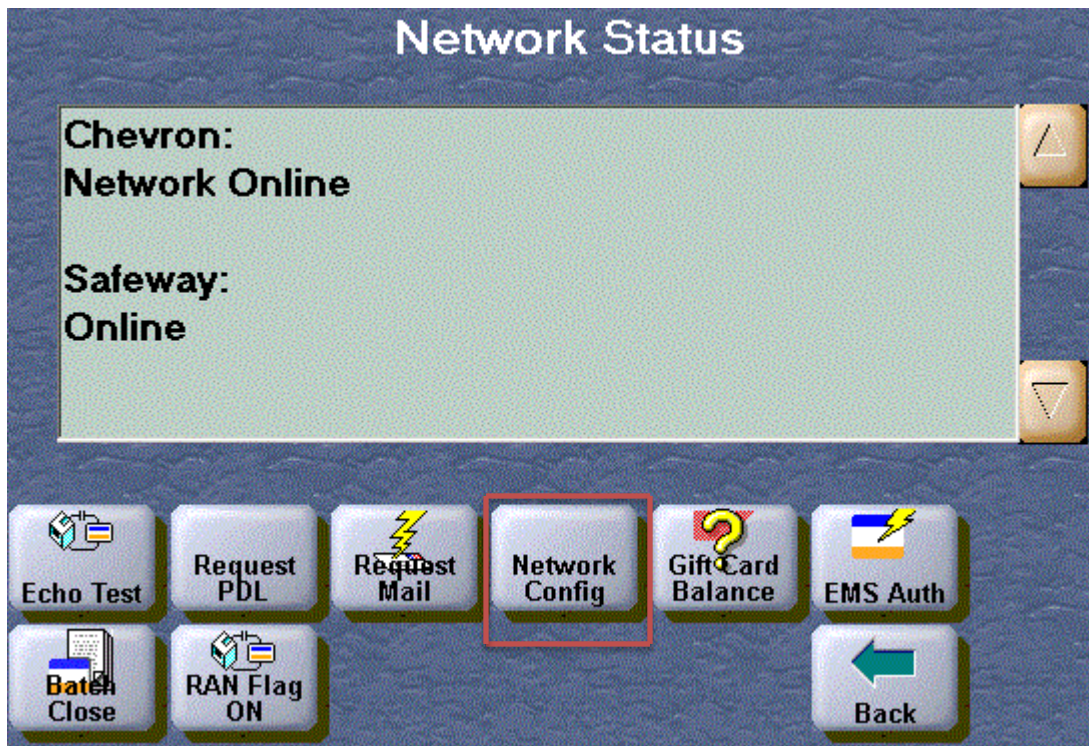 Network Status
Chevron:
Network Online
Safeway:
Online
Echo Test
Request
PDL
Request
Mail
Network
Config
Gift Card
Balance
EMS Auth
Batch
Close
RAN Flag
ON
Back